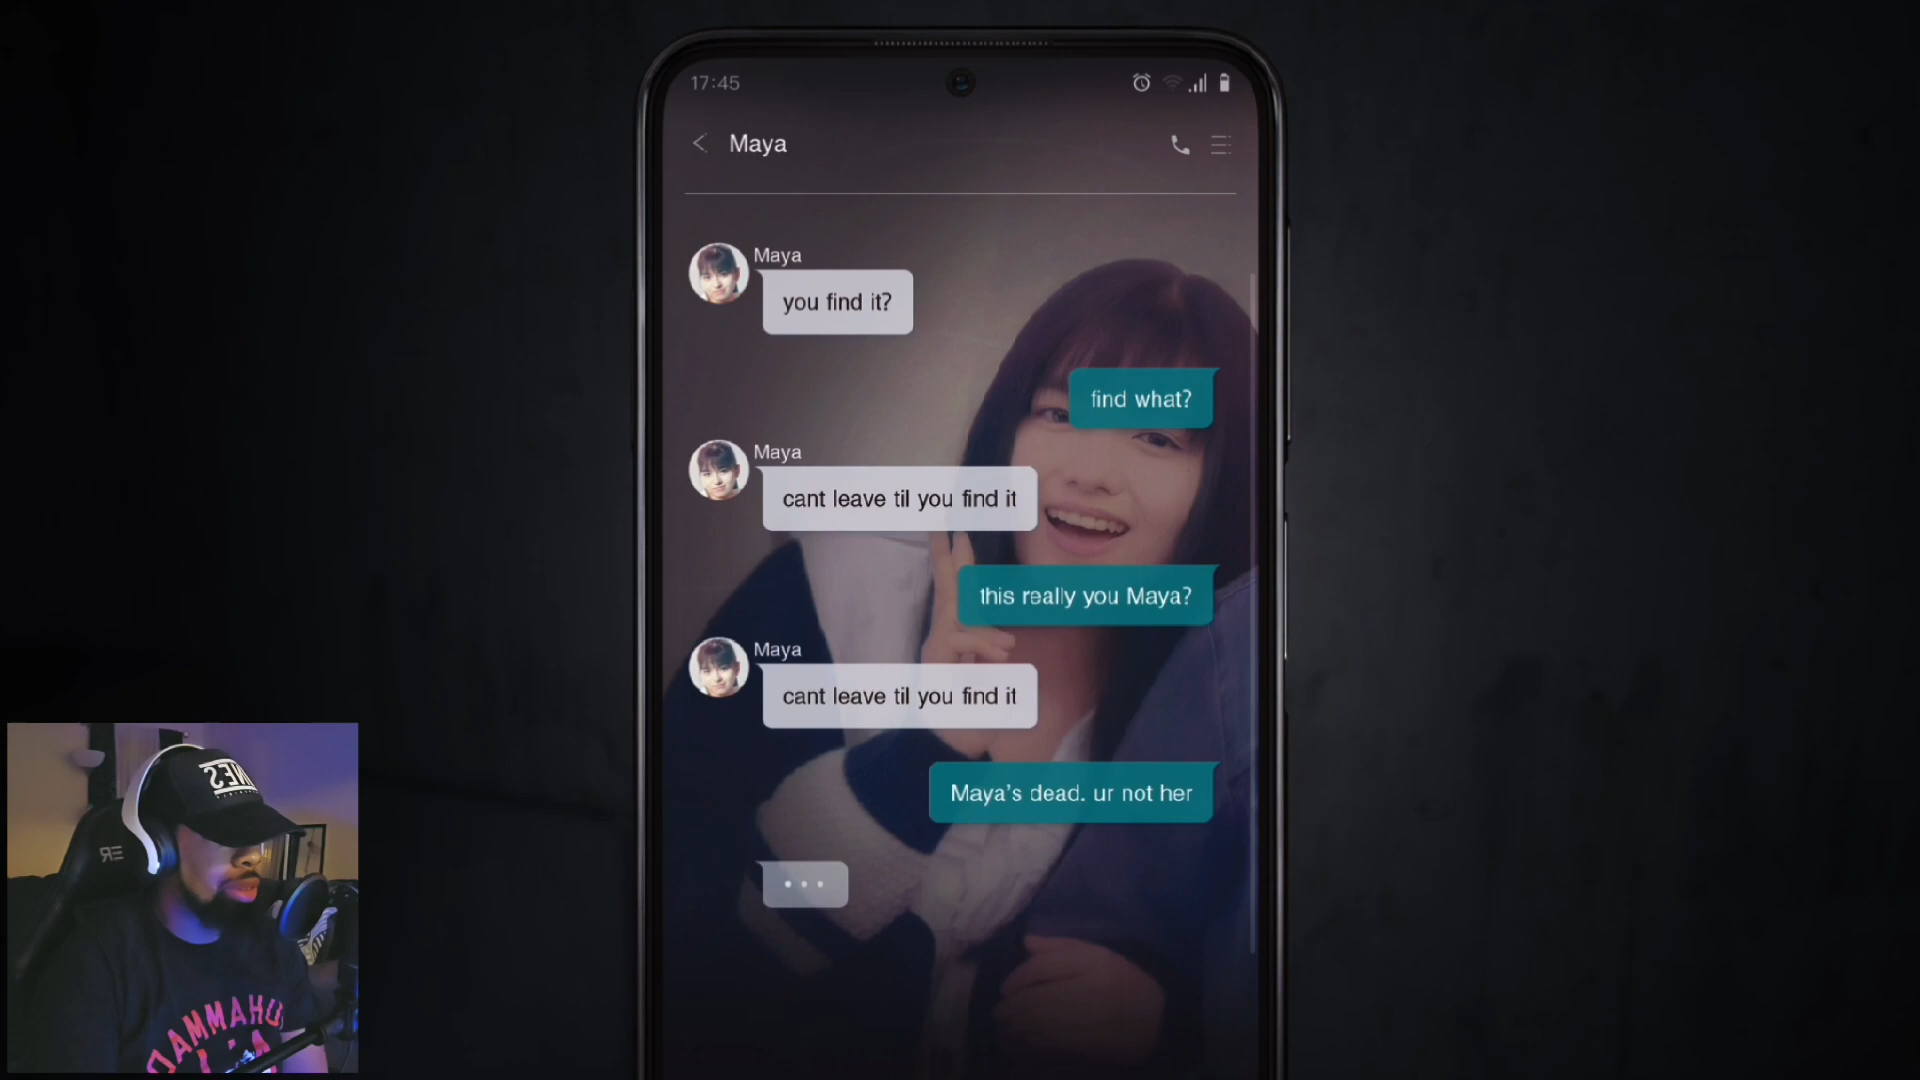 17:45
Maya
Maya
you find it?
find what?
Maya
cant leave til you find it
this really you Maya?
Maya
cant leave til you find it
Maya's dead. ur not her